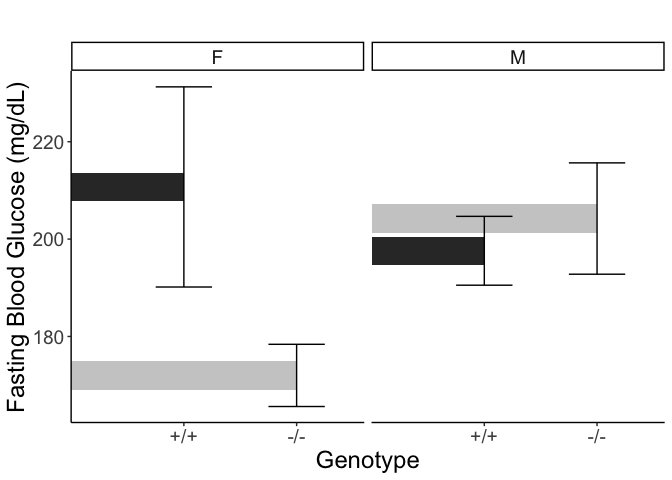 F
M
Fasting Blood Glucose (mg/dL)
220
200
180
+/+
-/-
+/+
-/-
Genotype